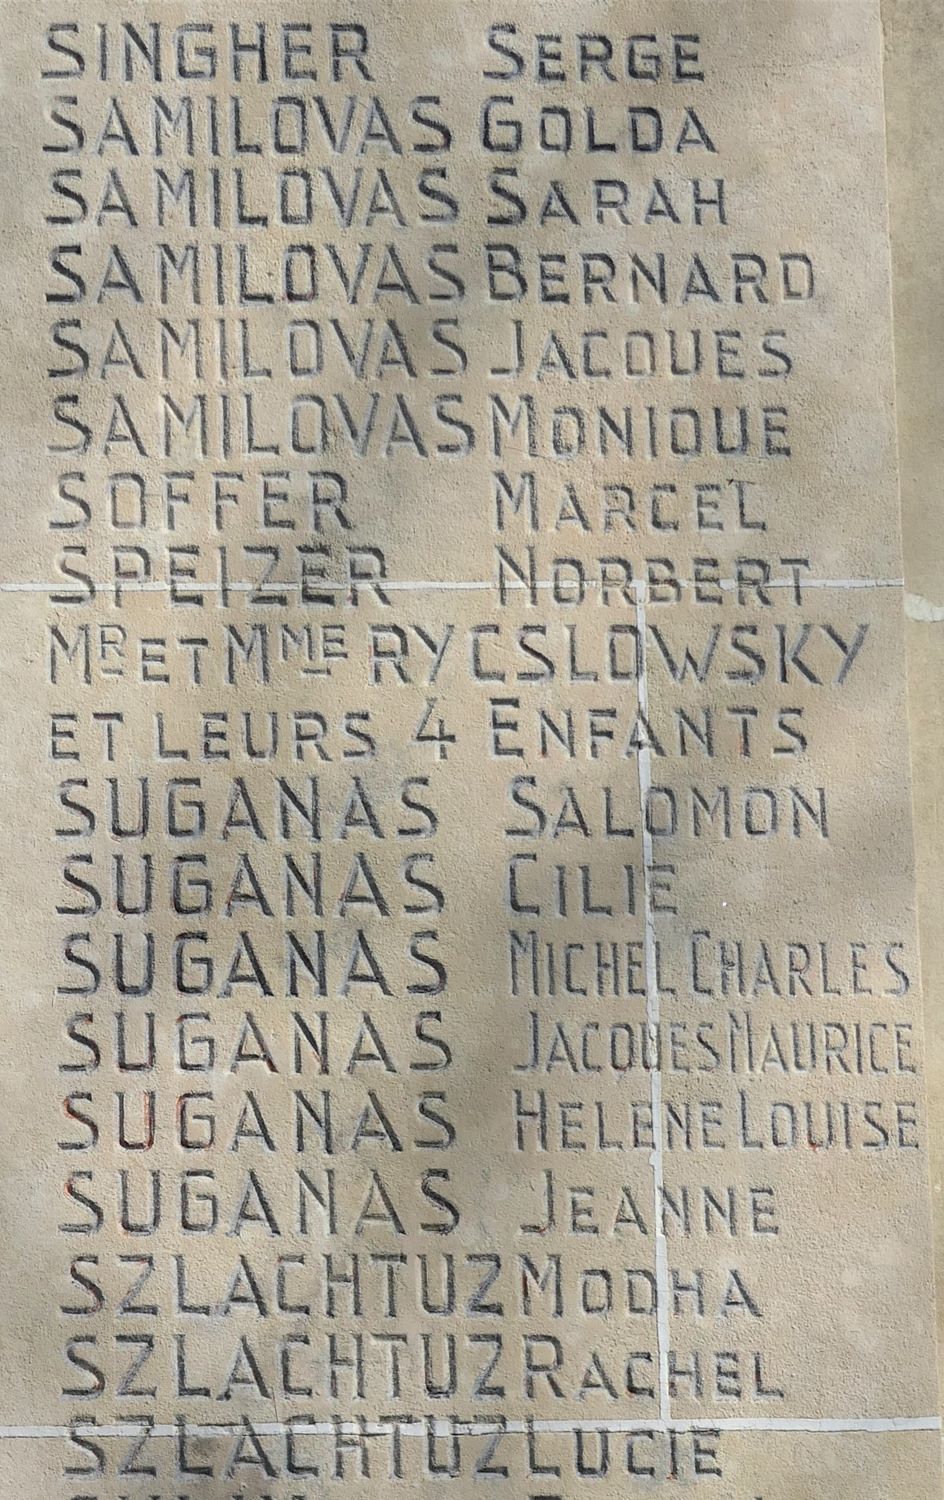 SINGHER SERGE
SAMILOVAS GOLDA
SAMILOVAS SARAH
SAMILOVAS BERNARD
SAMILOVAS JACQUES
SAMILOVAS MONIQUE
SOFFER MARCEL
SPEIZER NORBERT
MR ET MME RYCSLOWSKY
ET LEURS 4 ENFANTS
SUGANAS SALOMON
SUGANAS CILIE
SUGANAS MICHEL CHARLES
SUGANAS JACQUES MAURICE
SUGANAS HELENE LOUISE
SUGANAS JEANNE
SZLACHTUZ MODHA
SZLACHTUZ RACHEL
SZLACHTUZ LUCIE